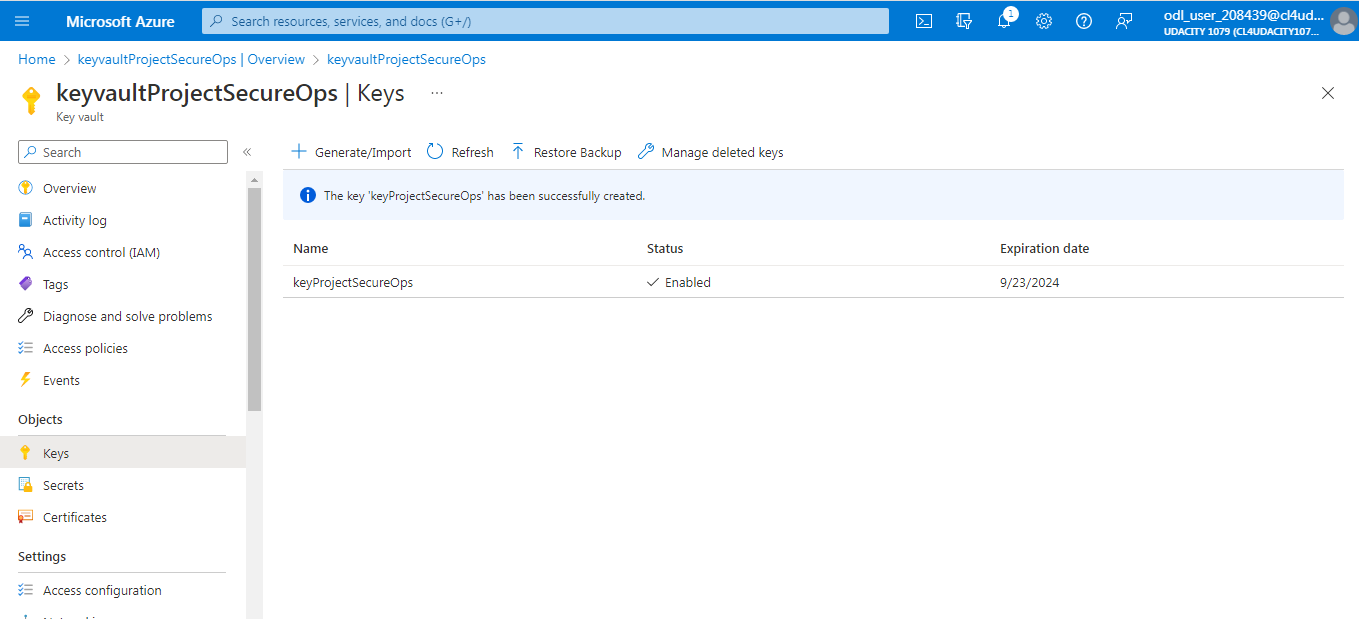 Microsoft Azure
Search resources, services, and docs (G+/)
1
odl_user_208439@cl4ud...
UDACITY 1079 (CL4UDACITY107...
Home > keyvaultProjectSecureOps | Overview > keyvaultProjectSecureOps
keyvaultProjectSecureOps | Keys ...
Key vault
Search
«
Overview
Activity log
Access control (IAM)
Tags
Diagnose and solve problems
Access policies
Events
Objects
Keys
Secrets
Certificates
Settings
Access configuration
Generate/Import Refresh Restore Backup Manage deleted keys
The key 'keyProjectSecureOps' has been successfully created.
Name Status Expiration date
keyProjectSecureOps Enabled 9/23/2024